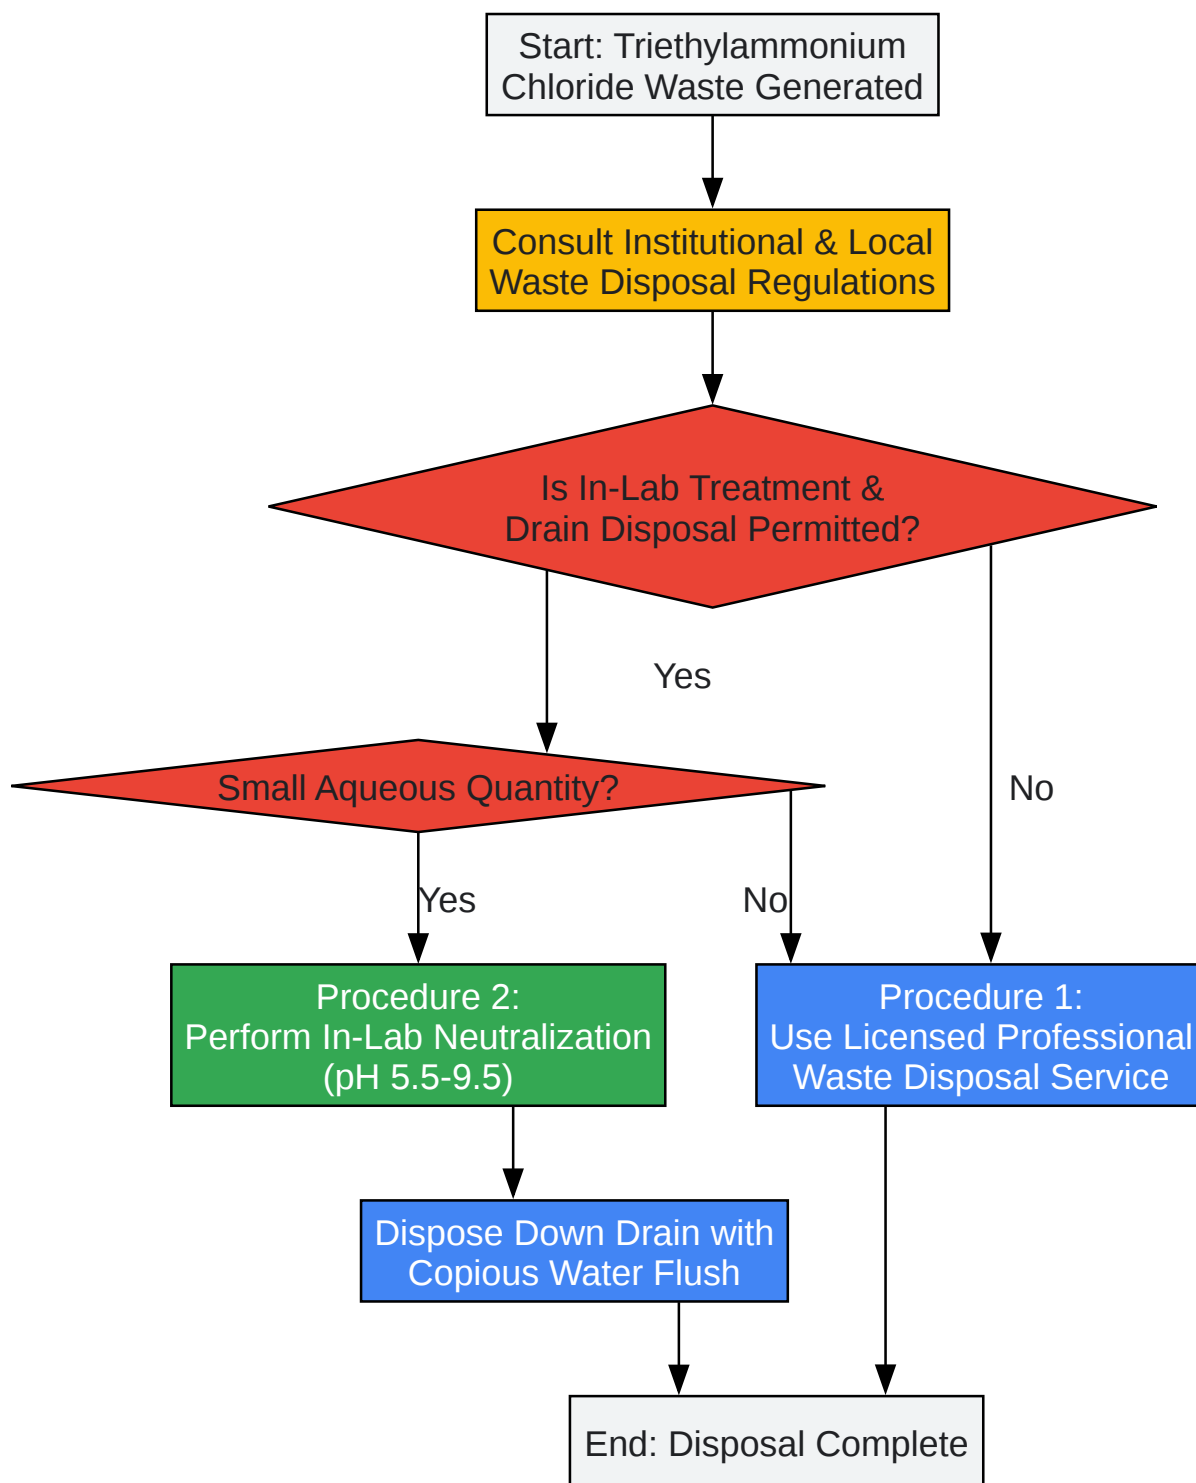 Start: Triethylammonium
Chloride Waste Generated
Consult Institutional & Local
Waste Disposal Regulations
Is In-Lab Treatment &
Drain Disposal Permitted?
Yes
Small Aqueous Quantity?
No
Yes
No
Procedure 2:
Perform In-Lab Neutralization
(pH 5.5-9.5)
Procedure 1:
Use Licensed Professional
Waste Disposal Service
Dispose Down Drain with
Copious Water Flush
End: Disposal Complete